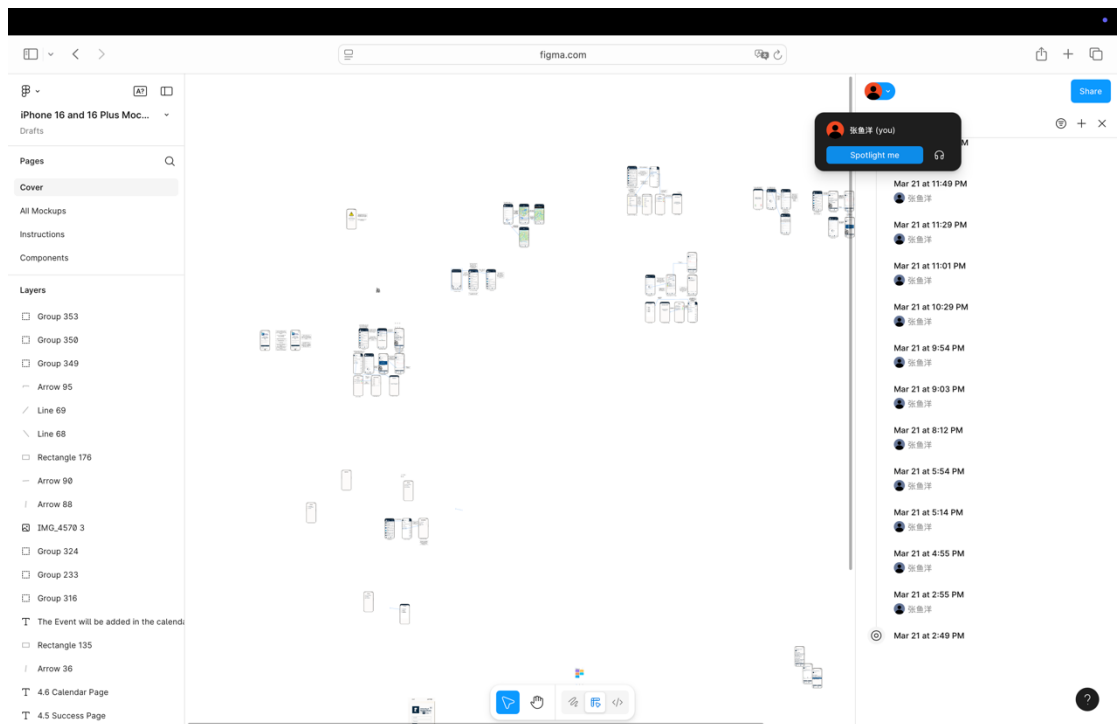 figma.com
A?
iPhone 16 and 16 Plus Moc...
Drafts
Pages
Cover
All Mockups
Instructions
Components
Layers
Group 353
Group 350
Group 349
Arrow 95
Line 69
Line 68
Rectangle 176
Arrow 90
Arrow 88
IMG_4570 3
Group 324
Group 233
Group 316
The Event will be added in the calenda
Rectangle 135
Arrow 36
4.6 Calendar Page
4.5 Success Page
Share
张鱼洋 (you)
Spotlight me
M
Mar 21 at 11:49 PM
张鱼洋
Mar 21 at 11:29 PM
张鱼洋
Mar 21 at 11:01 PM
张鱼洋
Mar 21 at 10:29 PM
张鱼洋
Mar 21 at 9:54 PM
张鱼洋
Mar 21 at 9:03 PM
张鱼洋
Mar 21 at 8:12 PM
张鱼洋
Mar 21 at 5:54 PM
张鱼洋
Mar 21 at 5:14 PM
张鱼洋
Mar 21 at 4:55 PM
张鱼洋
Mar 21 at 2:55 PM
张鱼洋
Mar 21 at 2:49 PM
?